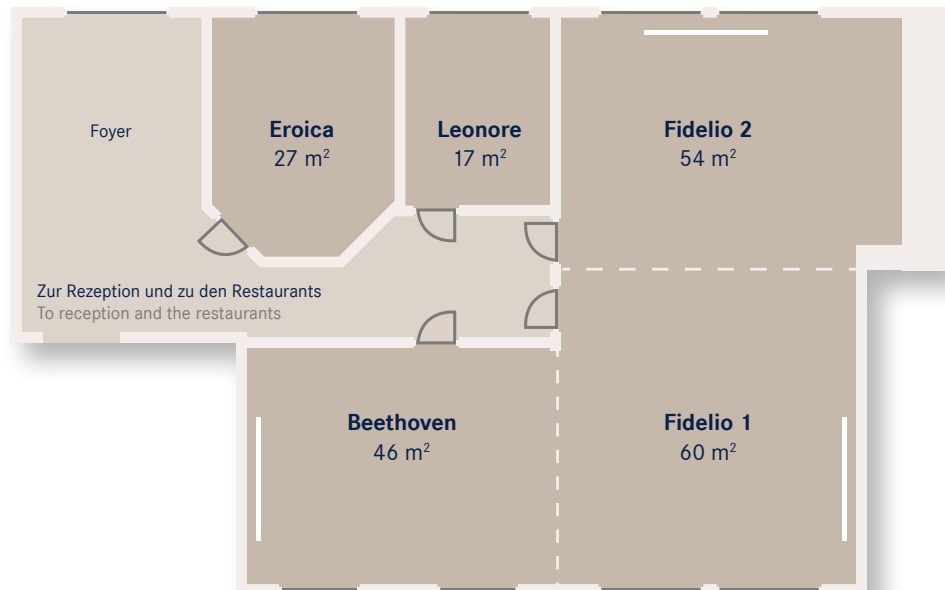 Foyer
Eroica
27 m²
Leonore
17 m²
Fidelio 2
54 m²
Zur Rezeption und zu den Restaurants
To reception and the restaurants
Beethoven
46 m²
Fidelio 1
60 m²